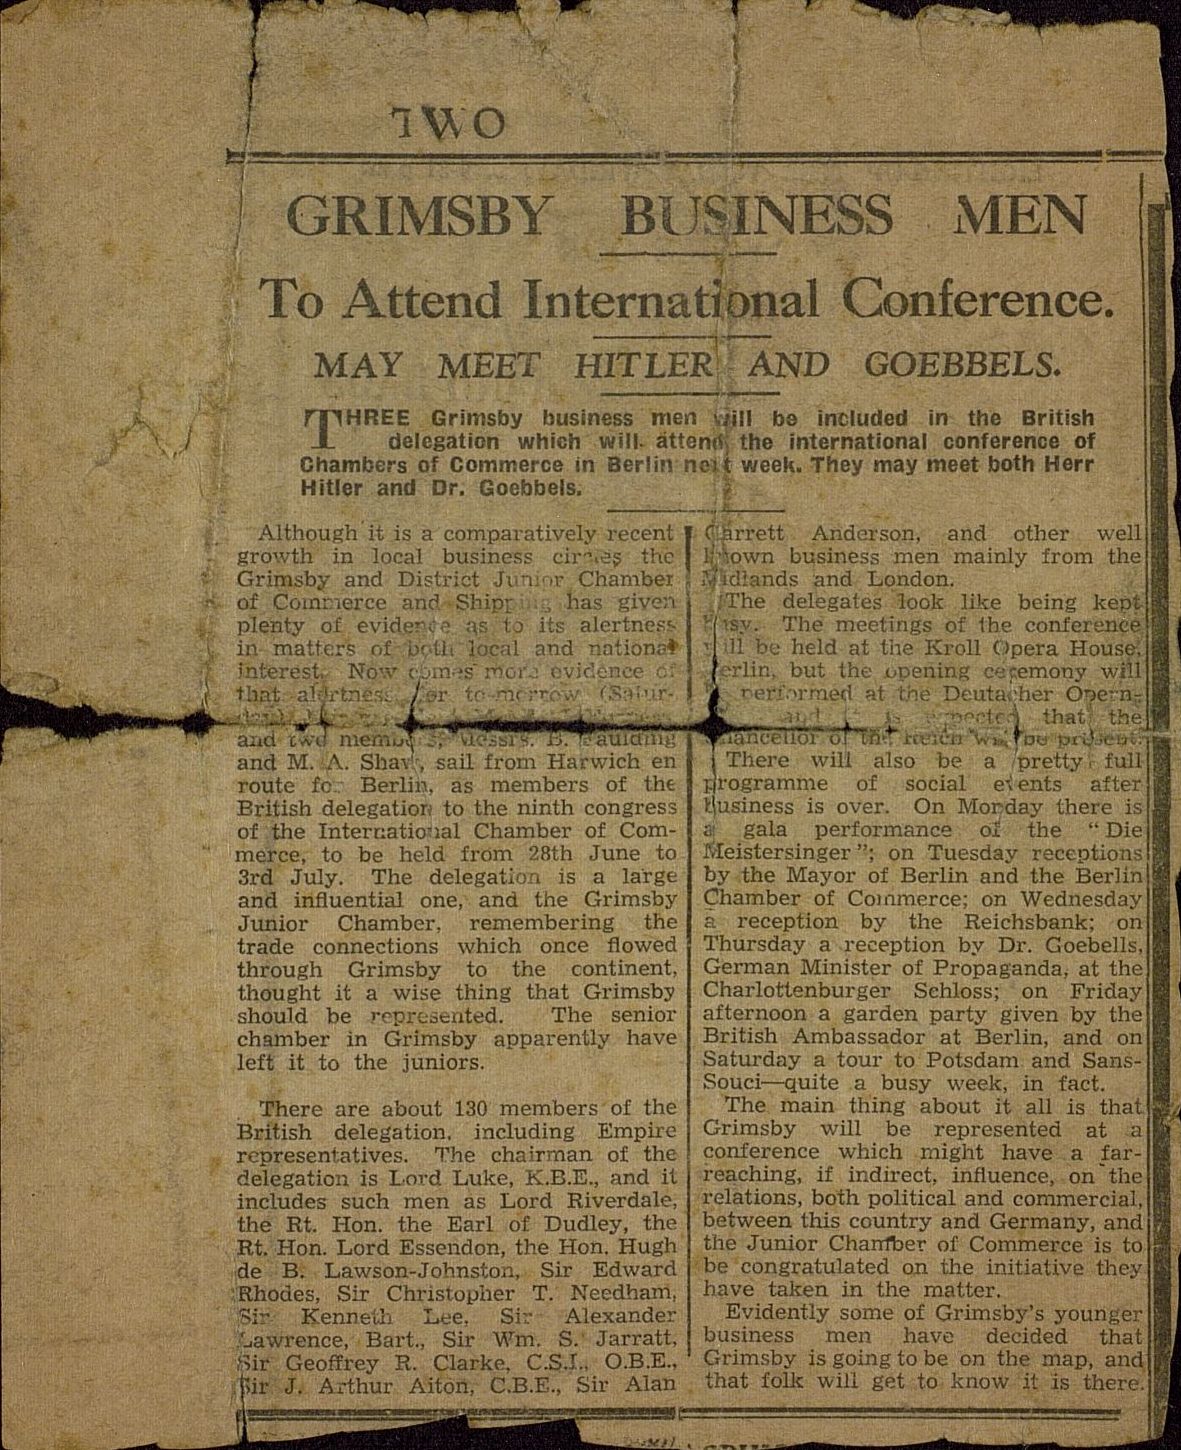 TWO
GRIMSBY BUSINESS MEN
To Attend International Conference.
MAY MEET HITLER AND GOEBBELS.
THREE Grimsby business men will be included in the British
delegation which will attend the international conference of
Chambers of Commerce in Berlin next week. They may meet both Herr
Hitler and Dr. Goebbels.
Although it is a comparatively recent
growth in local business circles the
Grimsby and District Junior Chamber
of Commerce and Shipping has given
plenty of evidence as to its alertness
in matters of both local and national
interest. Now comes more evidence of
that alertness, for to-morrow (Satur-
and two members, Messrs. B. Faulding
and M. A. Shaw, sail from Harwich en
route for Berlin, as members of the
British delegation to the ninth congress
of the International Chamber of Com-
merce, to be held from 28th June to
3rd July. The delegation is a large
and influential one, and the Grimsby
Junior Chamber, remembering the
trade connections which once flowed
through Grimsby to the continent,
thought it a wise thing that Grimsby
should be represented. The senior
chamber in Grimsby apparently have
left it to the juniors.
There are about 130 members of the
British delegation, including Empire
representatives. The chairman of the
delegation is Lord Luke, K.B.E., and it
includes such men as Lord Riverdale,
the Rt. Hon. the Earl of Dudley, the
Rt. Hon. Lord Essendon, the Hon. Hugh
de B. Lawson-Johnston, Sir Edward
Rhodes, Sir Christopher T. Needham,
Sir Kenneth Lee, Sir Alexander
Lawrence, Bart., Sir Wm. S. Jarratt,
Sir Geoffrey R. Clarke, C.S.I., O.B.E.,
Sir J. Arthur Aiton, C.B.E., Sir Alan
Garrett Anderson, and other well
known business men mainly from the
Midlands and London.
The delegates look like being kept
busy. The meetings of the conference
will be held at the Kroll Opera House,
Berlin, but the opening ceremony will
be performed at the Deutacher Opern-
and it is expected that the
Chancellor of the Reich will be present.
There will also be a pretty full
programme of social events after
business is over. On Monday there is
a gala performance of the "Die
Meistersinger"; on Tuesday receptions
by the Mayor of Berlin and the Berlin
Chamber of Commerce; on Wednesday
a reception by the Reichsbank; on
Thursday a reception by Dr. Goebells,
German Minister of Propaganda, at the
Charlottenburger Schloss; on Friday
afternoon a garden party given by the
British Ambassador at Berlin, and on
Saturday a tour to Potsdam and Sans-
Souci—quite a busy week, in fact.
The main thing about it all is that
Grimsby will be represented at a
conference which might have a far-
reaching, if indirect, influence, on the
relations, both political and commercial,
between this country and Germany, and
the Junior Chamber of Commerce is to
be congratulated on the initiative they
have taken in the matter.
Evidently some of Grimsby's younger
business men have decided that
Grimsby is going to be on the map, and
that folk will get to know it is there.